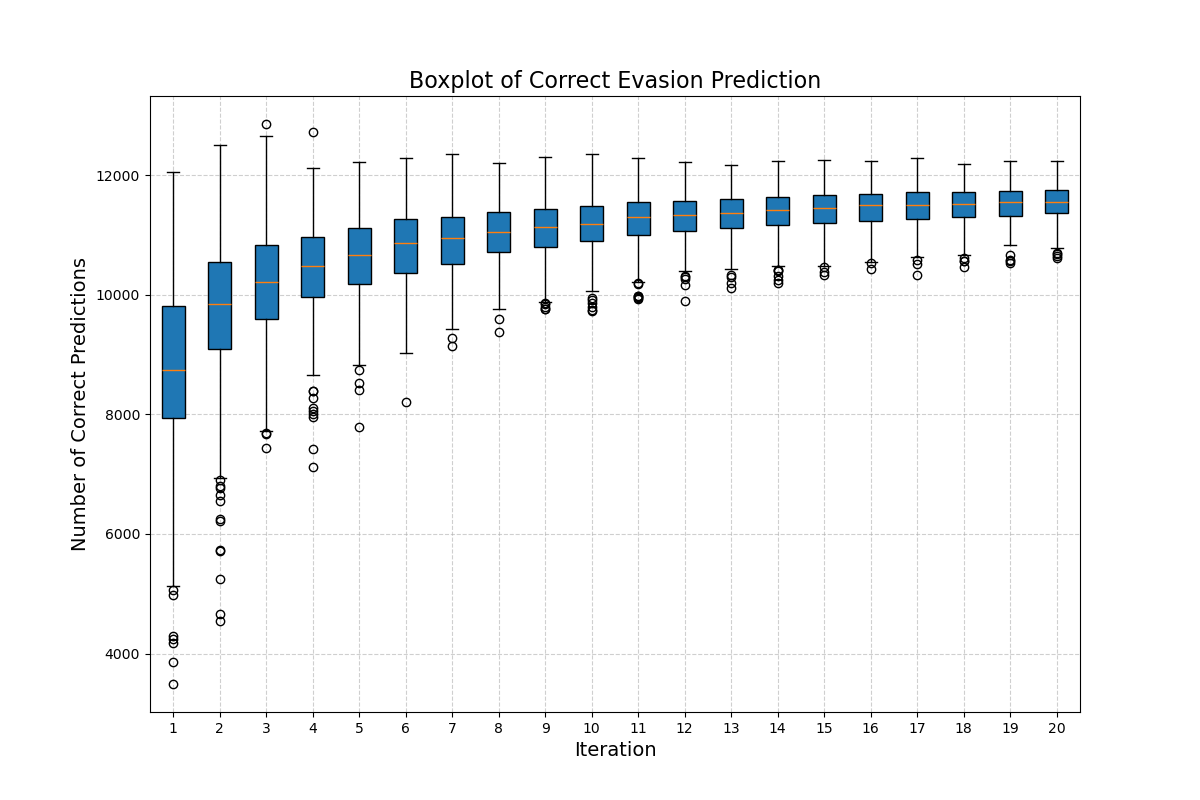 Boxplot of Correct Evasion Prediction
Number of Correct Predictions
12000
10000
8000
6000
4000
1 2 3 4 5 6 7 8 9 10 11 12 13 14 15 16 17 18 19 20
Iteration